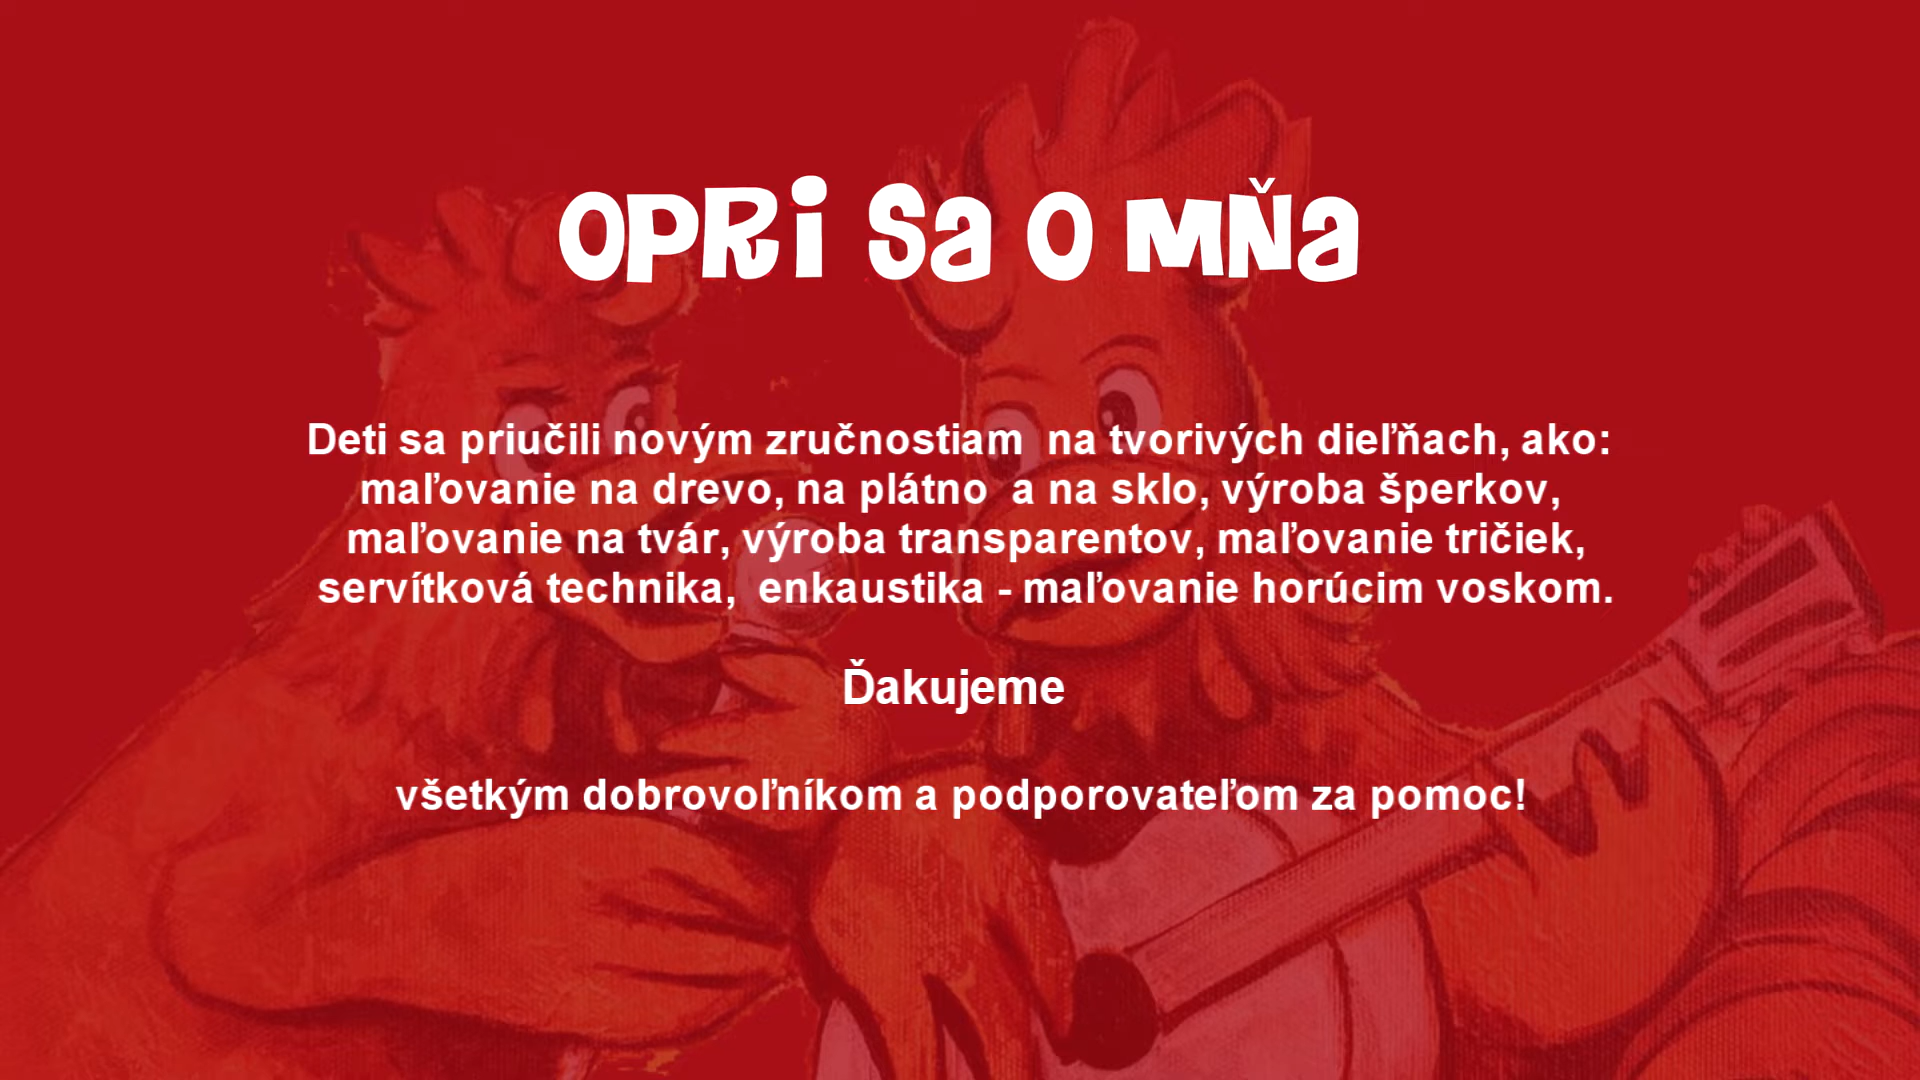 OPRi Sa O MŇa
Deti sa priučili novým zručnostiam na tvorivých dieľňach, ako:
maľovanie na drevo, na plátno a na sklo, výroba šperkov,
maľovanie na tvár, výroba transparentov, maľovanie tričiek,
servítková technika, enkaustika - maľovanie horúcim voskom.
Ďakujeme
všetkým dobrovoľníkom a podporovateľom za pomoc!